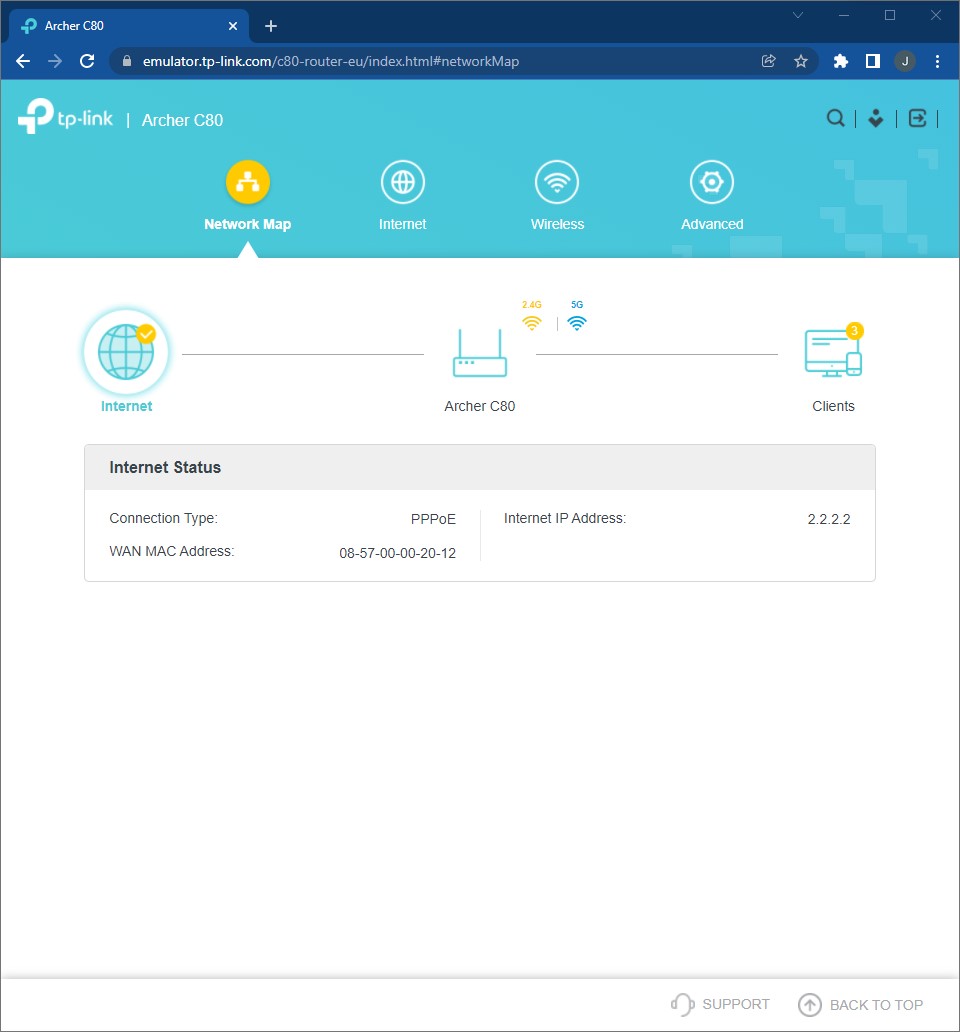 Archer C80
emulator.tp-link.com/c80-router-eu/index.html#networkMap
J
tp-link | Archer C80
Network Map
Internet
Wireless
Advanced
2.4G
5G
3
Internet
Archer C80
Clients
Internet Status
Connection Type:
PPPoE
Internet IP Address:
2.2.2.2
WAN MAC Address:
08-57-00-00-20-12
SUPPORT
BACK TO TOP